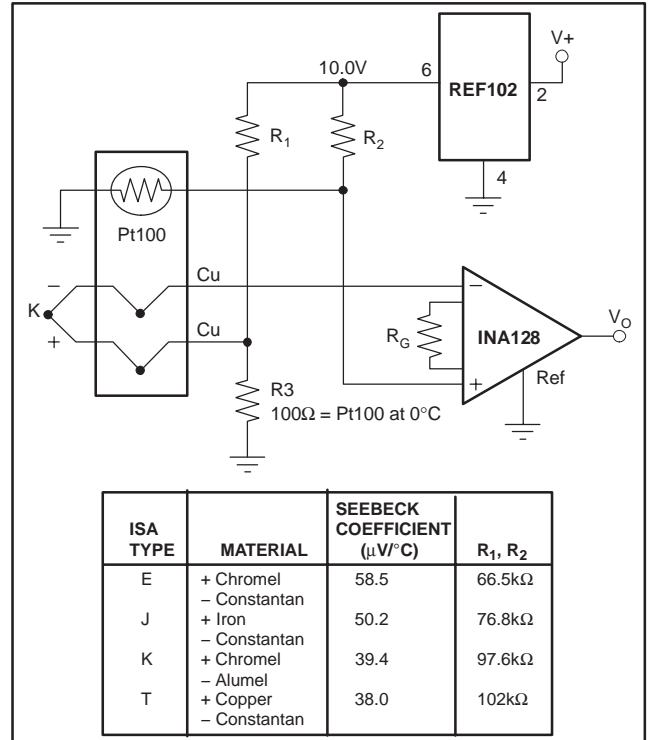 V+
10.0V
6
REF102
2
R1
R2
4
Pt100
−
Cu
−
K
VO
Cu
RG
INA128
+
+
Ref
R3
100Ω = Pt100 at 0°C
ISA TYPE
MATERIAL
SEEBECK COEFFICIENT (μV/°C)
R1, R2
E
+ Chromel
− Constantan
58.5
66.5kΩ
J
+ Iron
− Constantan
50.2
76.8kΩ
K
+ Chromel
− Alumel
39.4
97.6kΩ
T
+ Copper
− Constantan
38.0
102kΩ